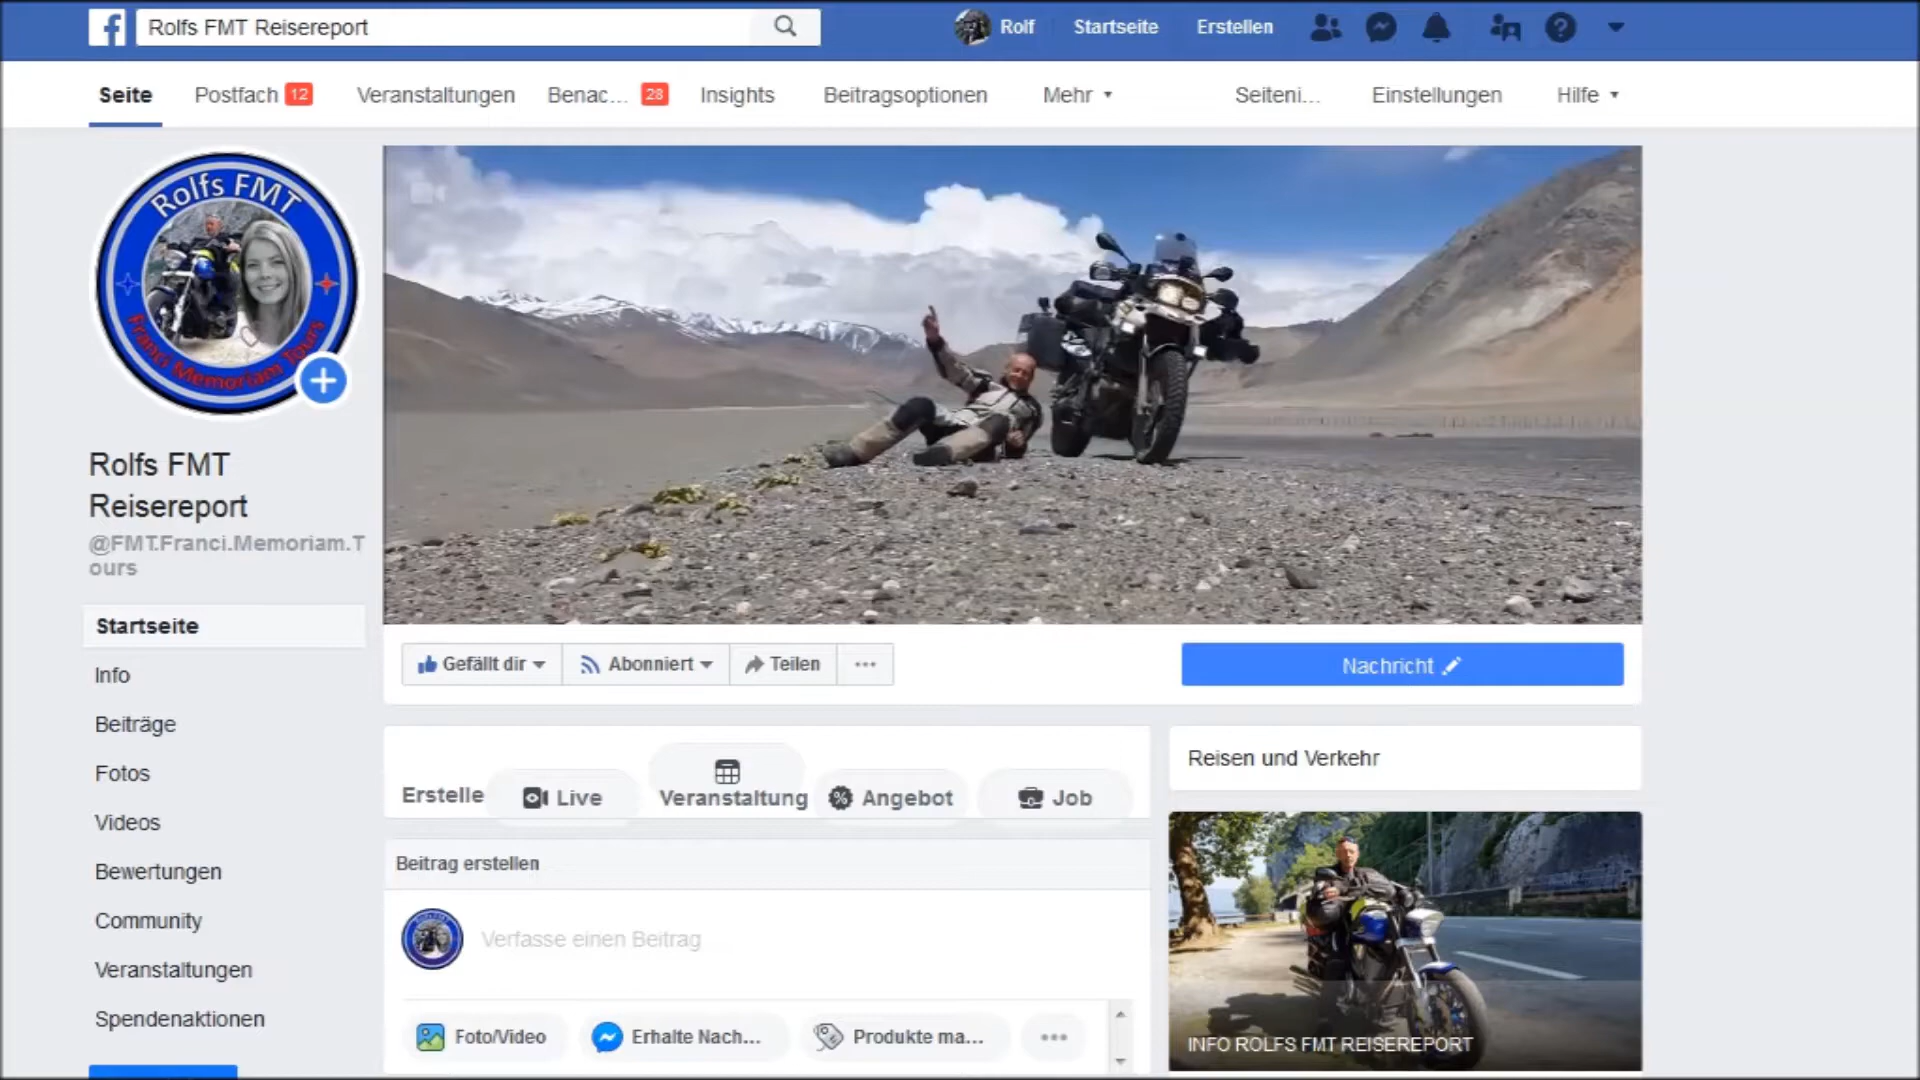 Rolfs FMT Reisereport
Rolf Startseite Erstellen
Seite Postfach 12 Veranstaltungen Benac... 28 Insights Beitragsoptionen Mehr Seiteni... Einstellungen Hilfe
Rolfs FMT
Franci Memoriam Tours
Rolfs FMT
Reisereport
@FMT.Franci.Memoriam.T
ours
Startseite
Info
Beiträge
Fotos
Videos
Bewertungen
Community
Veranstaltungen
Spendenaktionen
Gefällt dir Abonniert Teilen ... Nachricht
Erstelle Live Veranstaltung Angebot Job
Beitrag erstellen
Verfasse einen Beitrag
Foto/Video Erhalte Nach... Produkte ma... ...
Reisen und Verkehr
INFO ROLFS FMT REISEREPORT